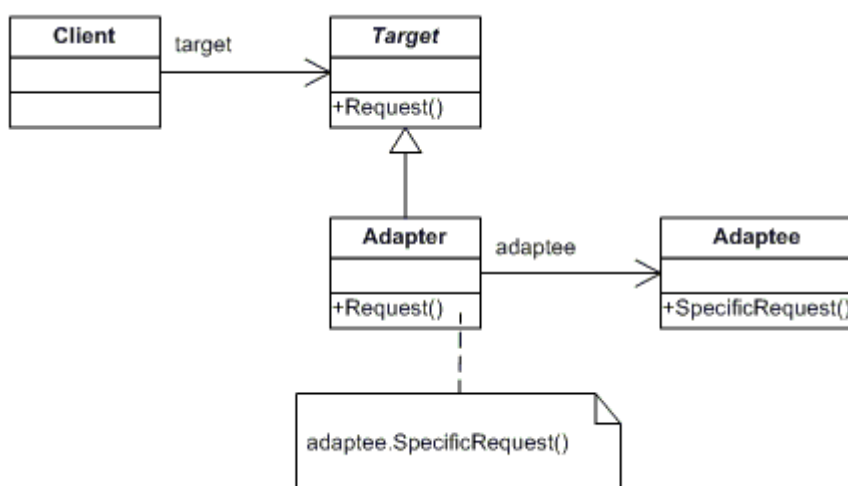 Client
target
Target
+Request()
Adapter
adaptee
Adaptee
+Request()
+SpecificRequest()
adaptee.SpecificRequest()